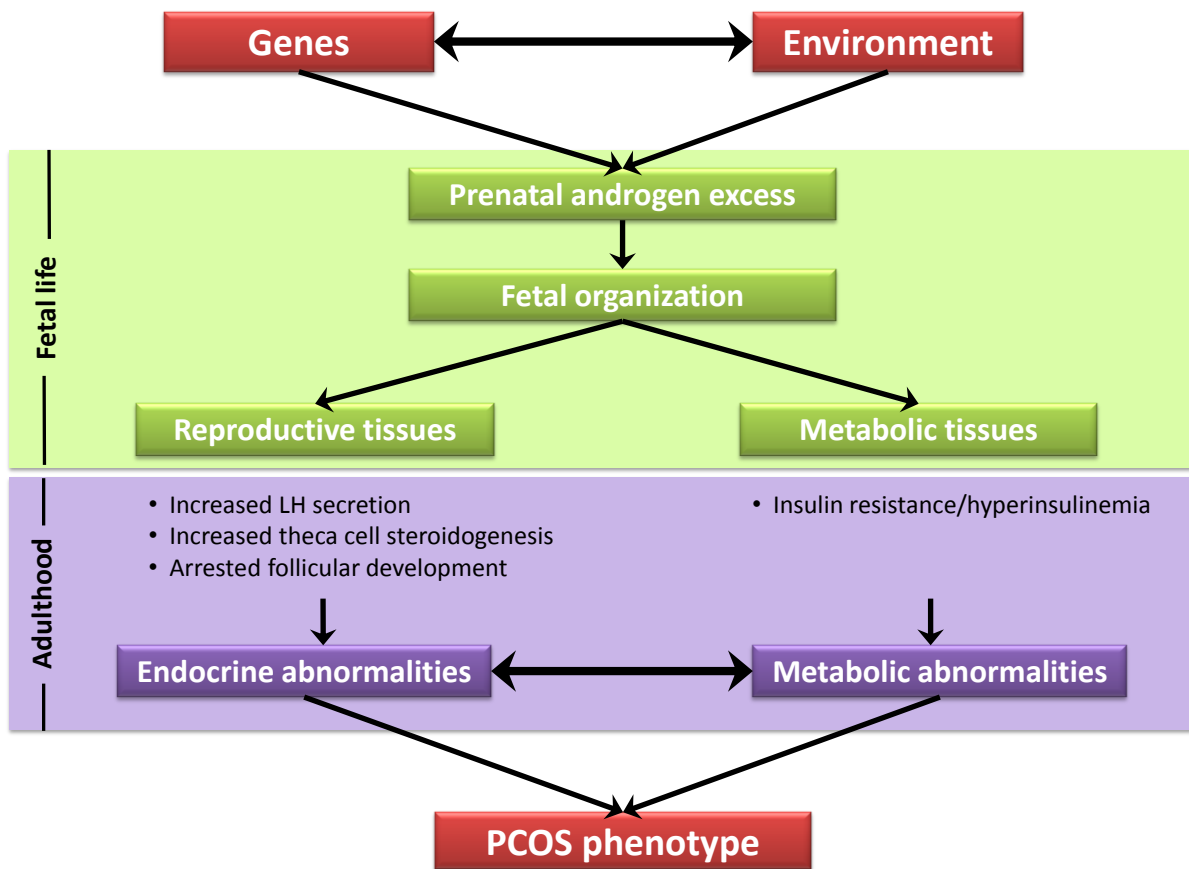 Genes
Environment
Fetal life
Prenatal androgen excess
Fetal organization
Reproductive tissues
Metabolic tissues
Adulthood
• Increased LH secretion
• Increased theca cell steroidogenesis
• Arrested follicular development
• Insulin resistance/hyperinsulinemia
Endocrine abnormalities
Metabolic abnormalities
PCOS phenotype